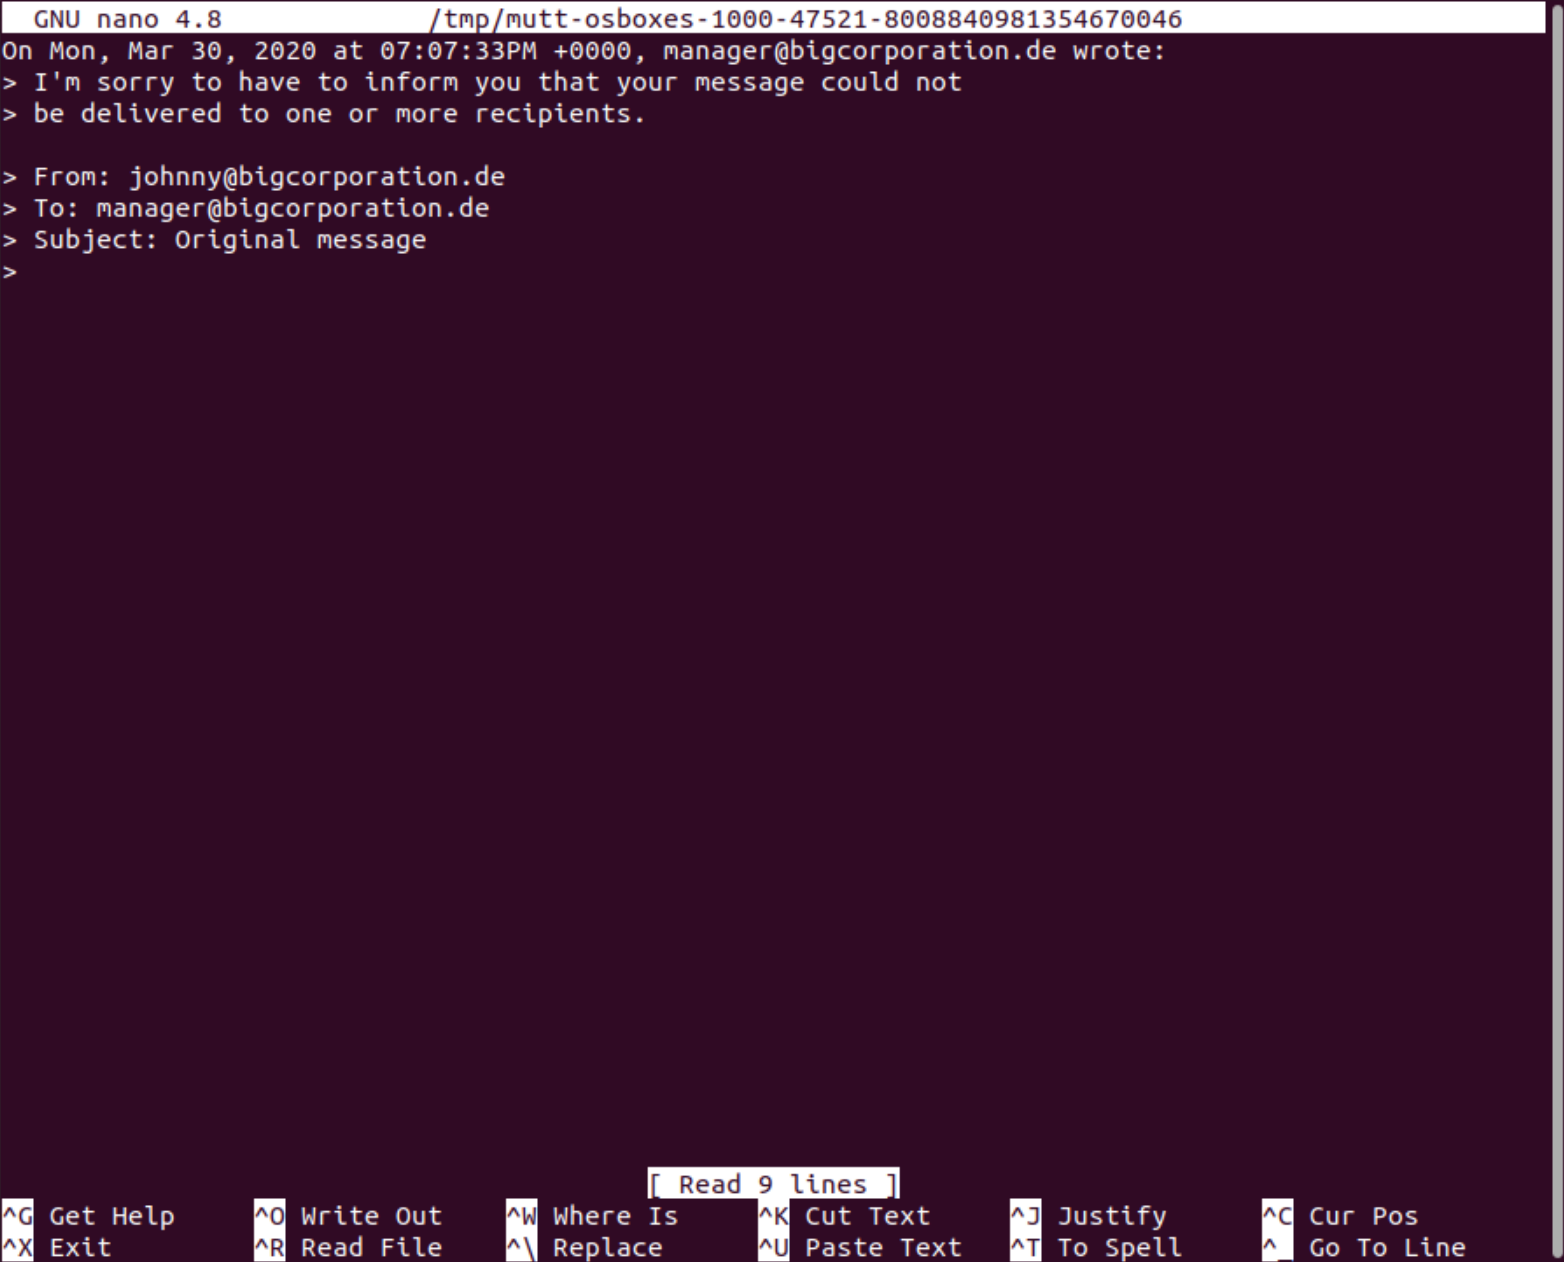 GNU nano 4.8 /tmp/mutt-osboxes-1000-47521-8008840981354670046
On Mon, Mar 30, 2020 at 07:07:33PM +0000, manager@bigcorporation.de wrote:
> I'm sorry to have to inform you that your message could not
> be delivered to one or more recipients.
> From: johnny@bigcorporation.de
> To: manager@bigcorporation.de
> Subject: Original message
>
[ Read 9 lines ]
^G Get Help ^O Write Out ^W Where Is ^K Cut Text ^J Justify ^C Cur Pos
^X Exit ^R Read File ^\ Replace ^U Paste Text ^T To Spell ^_ Go To Line